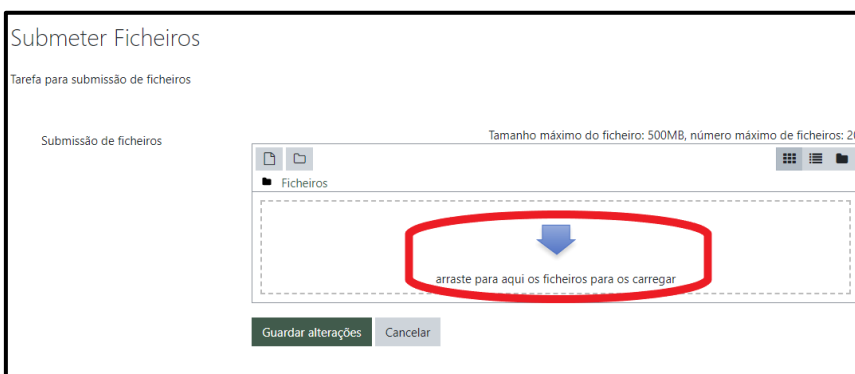 Submeter Ficheiros
Tarefa para submissão de ficheiros
Submissão de ficheiros
Tamanho máximo do ficheiro: 500MB, número máximo de ficheiros: 20
Ficheiros
arraste para aqui os ficheiros para os carregar
Guardar alterações
Cancelar